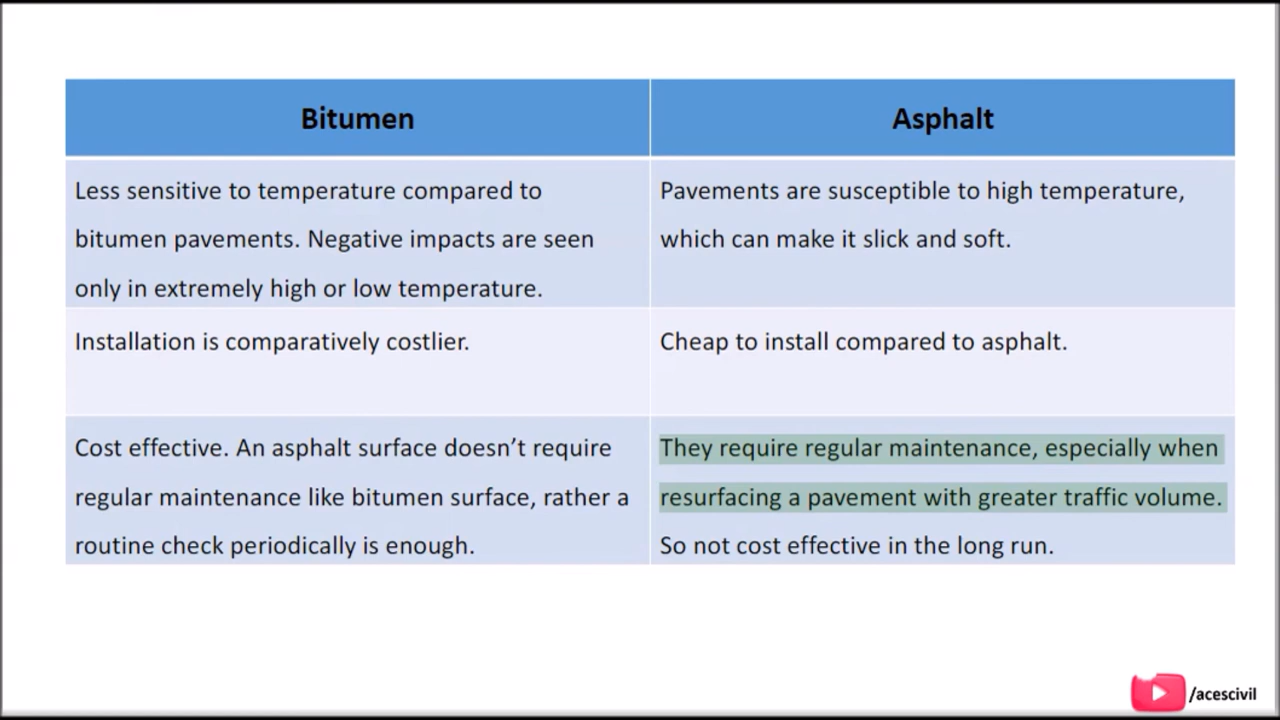 Bitumen
Asphalt
Less sensitive to temperature compared to
bitumen pavements. Negative impacts are seen
only in extremely high or low temperature.
Pavements are susceptible to high temperature,
which can make it slick and soft.
Installation is comparatively costlier.
Cheap to install compared to asphalt.
Cost effective. An asphalt surface doesn’t require
regular maintenance like bitumen surface, rather a
routine check periodically is enough.
They require regular maintenance, especially when
resurfacing a pavement with greater traffic volume.
So not cost effective in the long run.
/acescivil